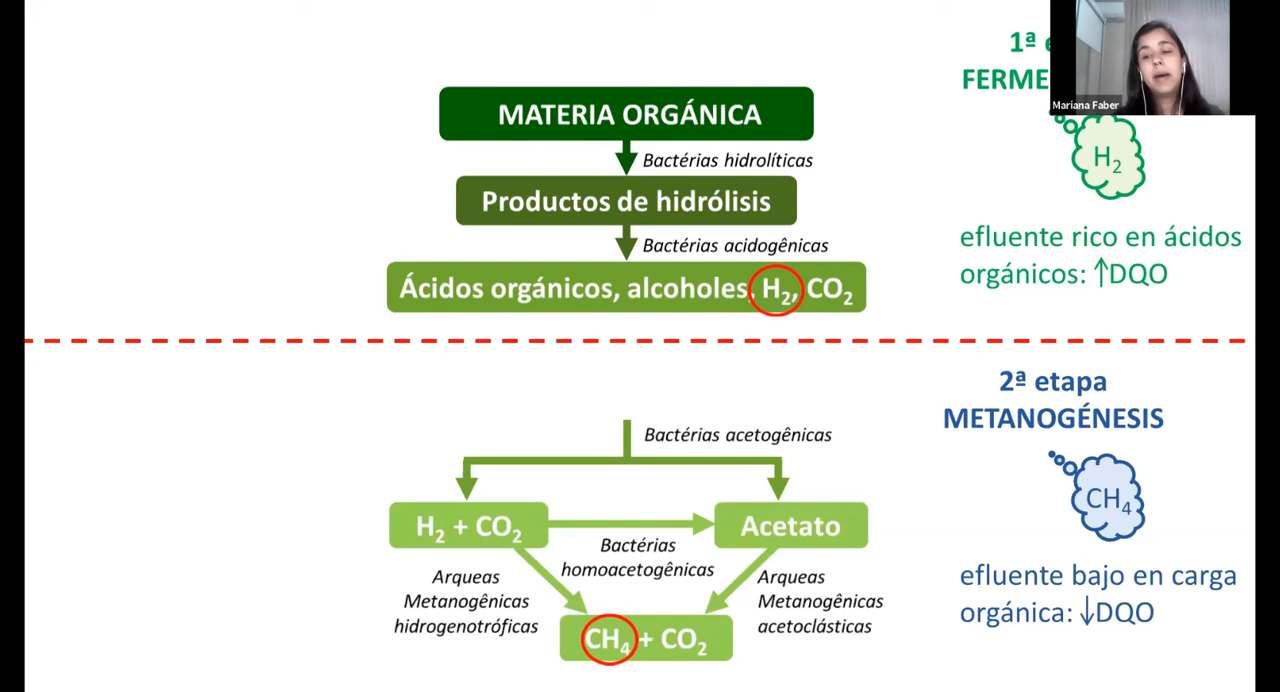 1ª
FERME
Mariana Faber
MATERIA ORGÁNICA
Bactérias hidrolíticas
H₂
Productos de hidrólisis
Bactérias acidogênicas
efluente rico en ácidos
orgánicos: ↑DQO
Ácidos orgánicos, alcoholes, H₂, CO₂
2ª etapa
METANOGÉNESIS
Bactérias acetogênicas
CH₄
H₂ + CO₂
Acetato
Bactérias
homoacetogênicas
Arqueas
Metanogênicas
hidrogenotróficas
Arqueas
Metanogênicas
acetoclásticas
efluente bajo en carga
orgánica: ↓DQO
CH₄ + CO₂